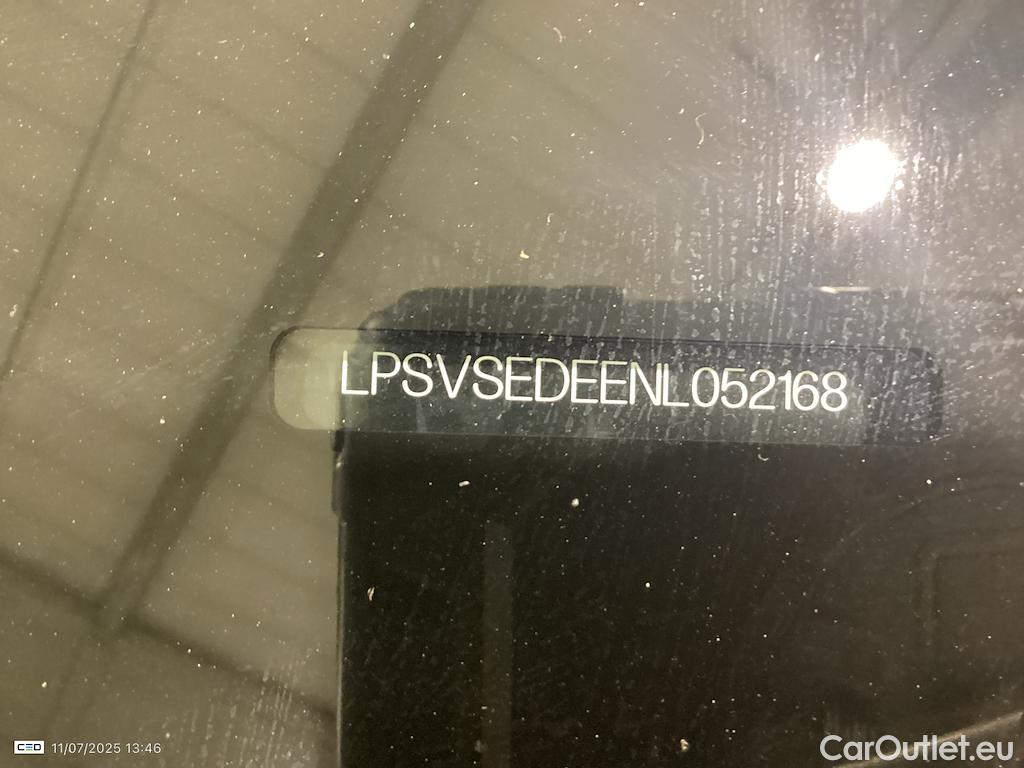 LPSVSEDEENL052168
CED 11/07/2025 13:46
CarOutlet.eu